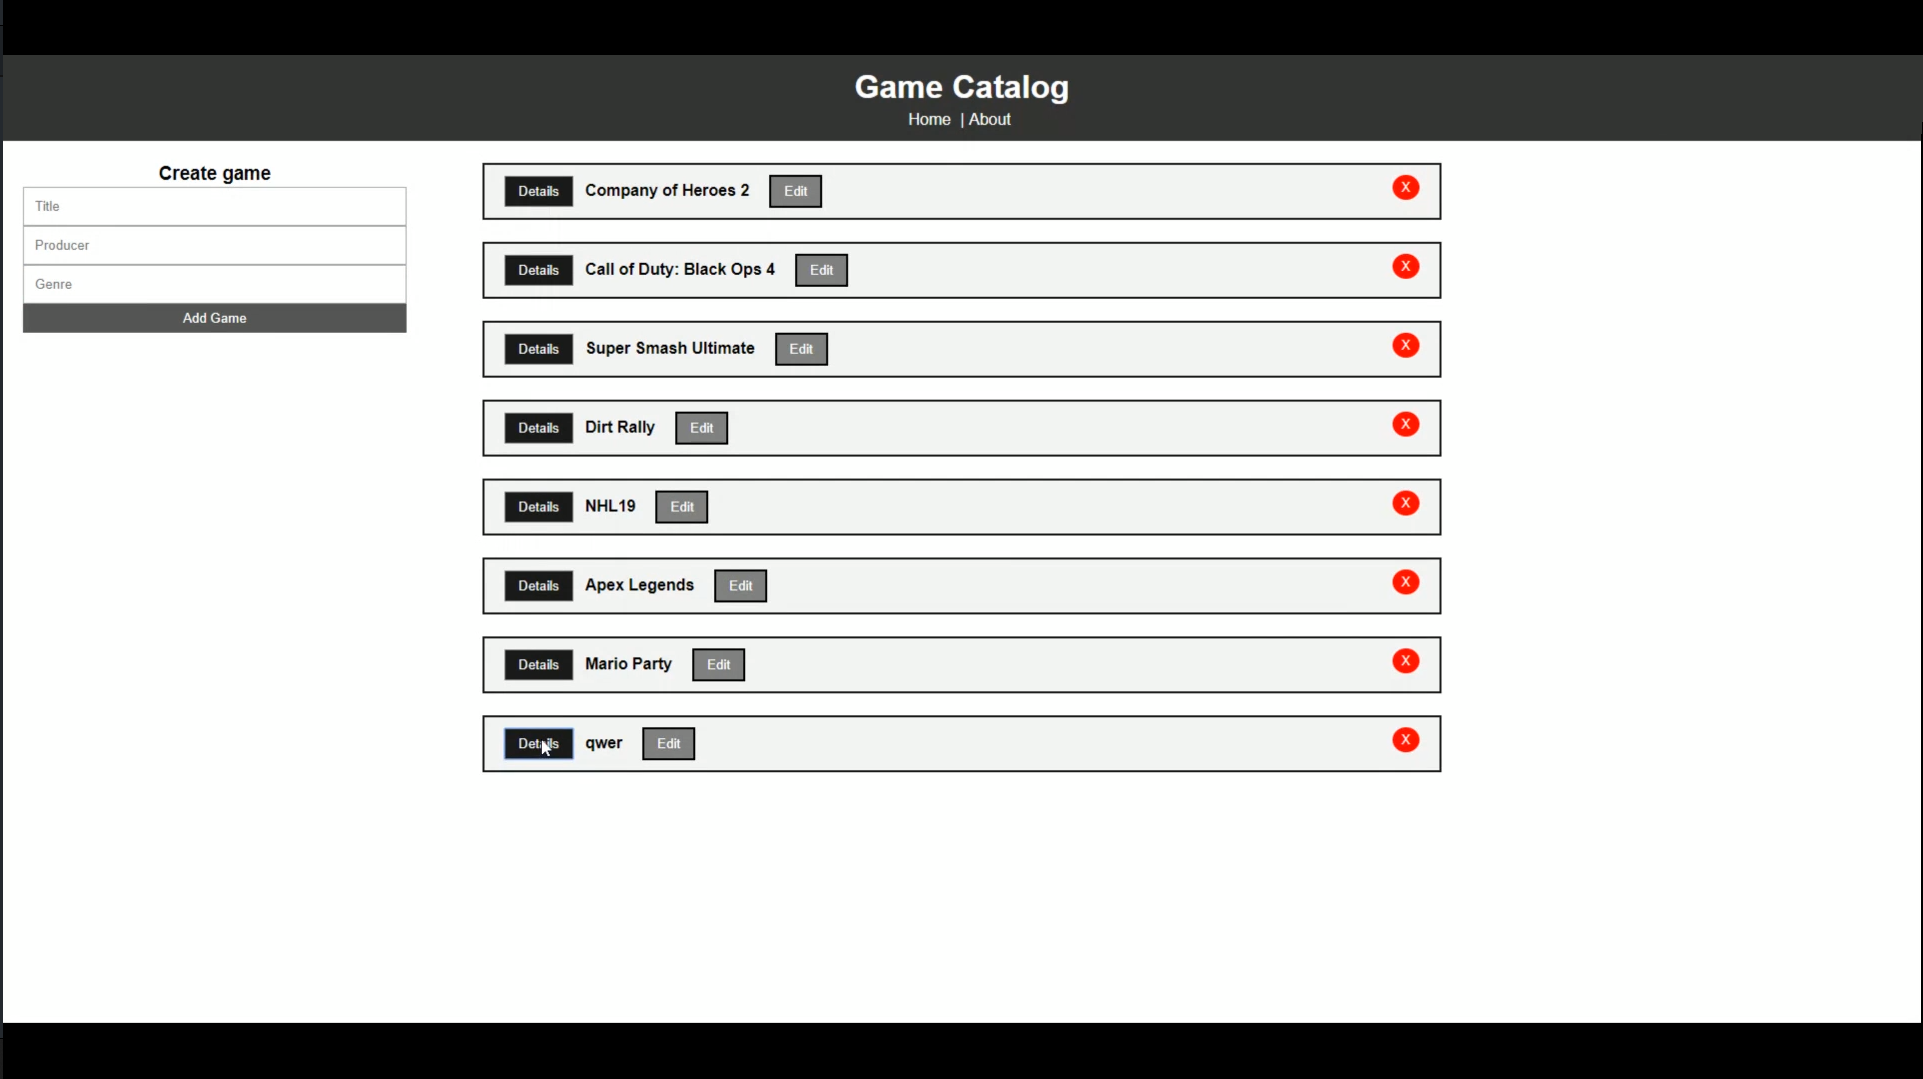 Game Catalog
Home | About
Create game
Title
Producer
Genre
Add Game
Details Company of Heroes 2 Edit X
Details Call of Duty: Black Ops 4 Edit X
Details Super Smash Ultimate Edit X
Details Dirt Rally Edit X
Details NHL19 Edit X
Details Apex Legends Edit X
Details Mario Party Edit X
Details qwer Edit X